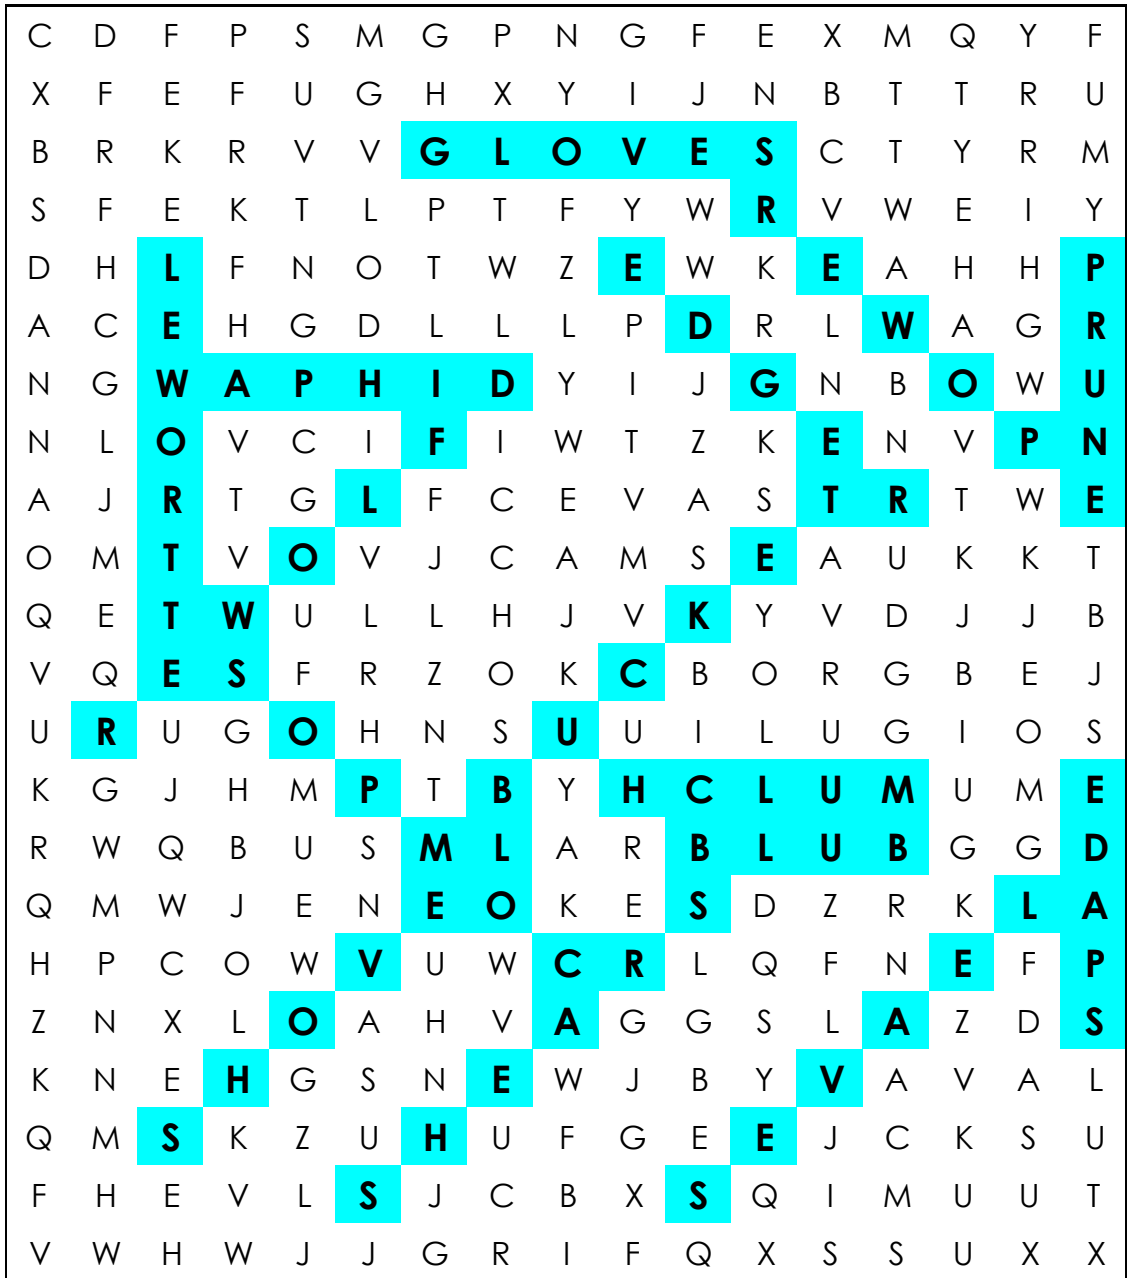 C D F P S M G P N G F E X M Q Y F
X F E F U G H X Y I J N B T T R U
B R K R V V G L O V E S C T Y R M
S F E K T L P T F Y W R V W E I Y
D H L F N O T W Z E W K E A H H P
A C E H G D L L L P D R L W A G R
N G W A P H I D Y I J G N B O W U
N L O V C I F I W T Z K E N V P N
A J R T G L F C E V A S T R T W E
O M T V O V J C A M S E A U K K T
Q E T W U L L H J V K Y V D J J B
V Q E S F R Z O K C B O R G B E J
U R U G O H N S U U I L U G I O S
K G J H M P T B Y H C L U M U M E
R W Q B U S M L A R B L U B G G D
Q M W J E N E O K E S D Z R K L A
H P C O W V U W C R L Q F N E F P
Z N X L O A H V A G G S L A Z D S
K N E H G S N E W J B Y V A V A L
Q M S K Z U H U F G E E J C K S U
F H E V L S J C B X S Q I M U U T
V W H W J J G R I F Q X S S U X X